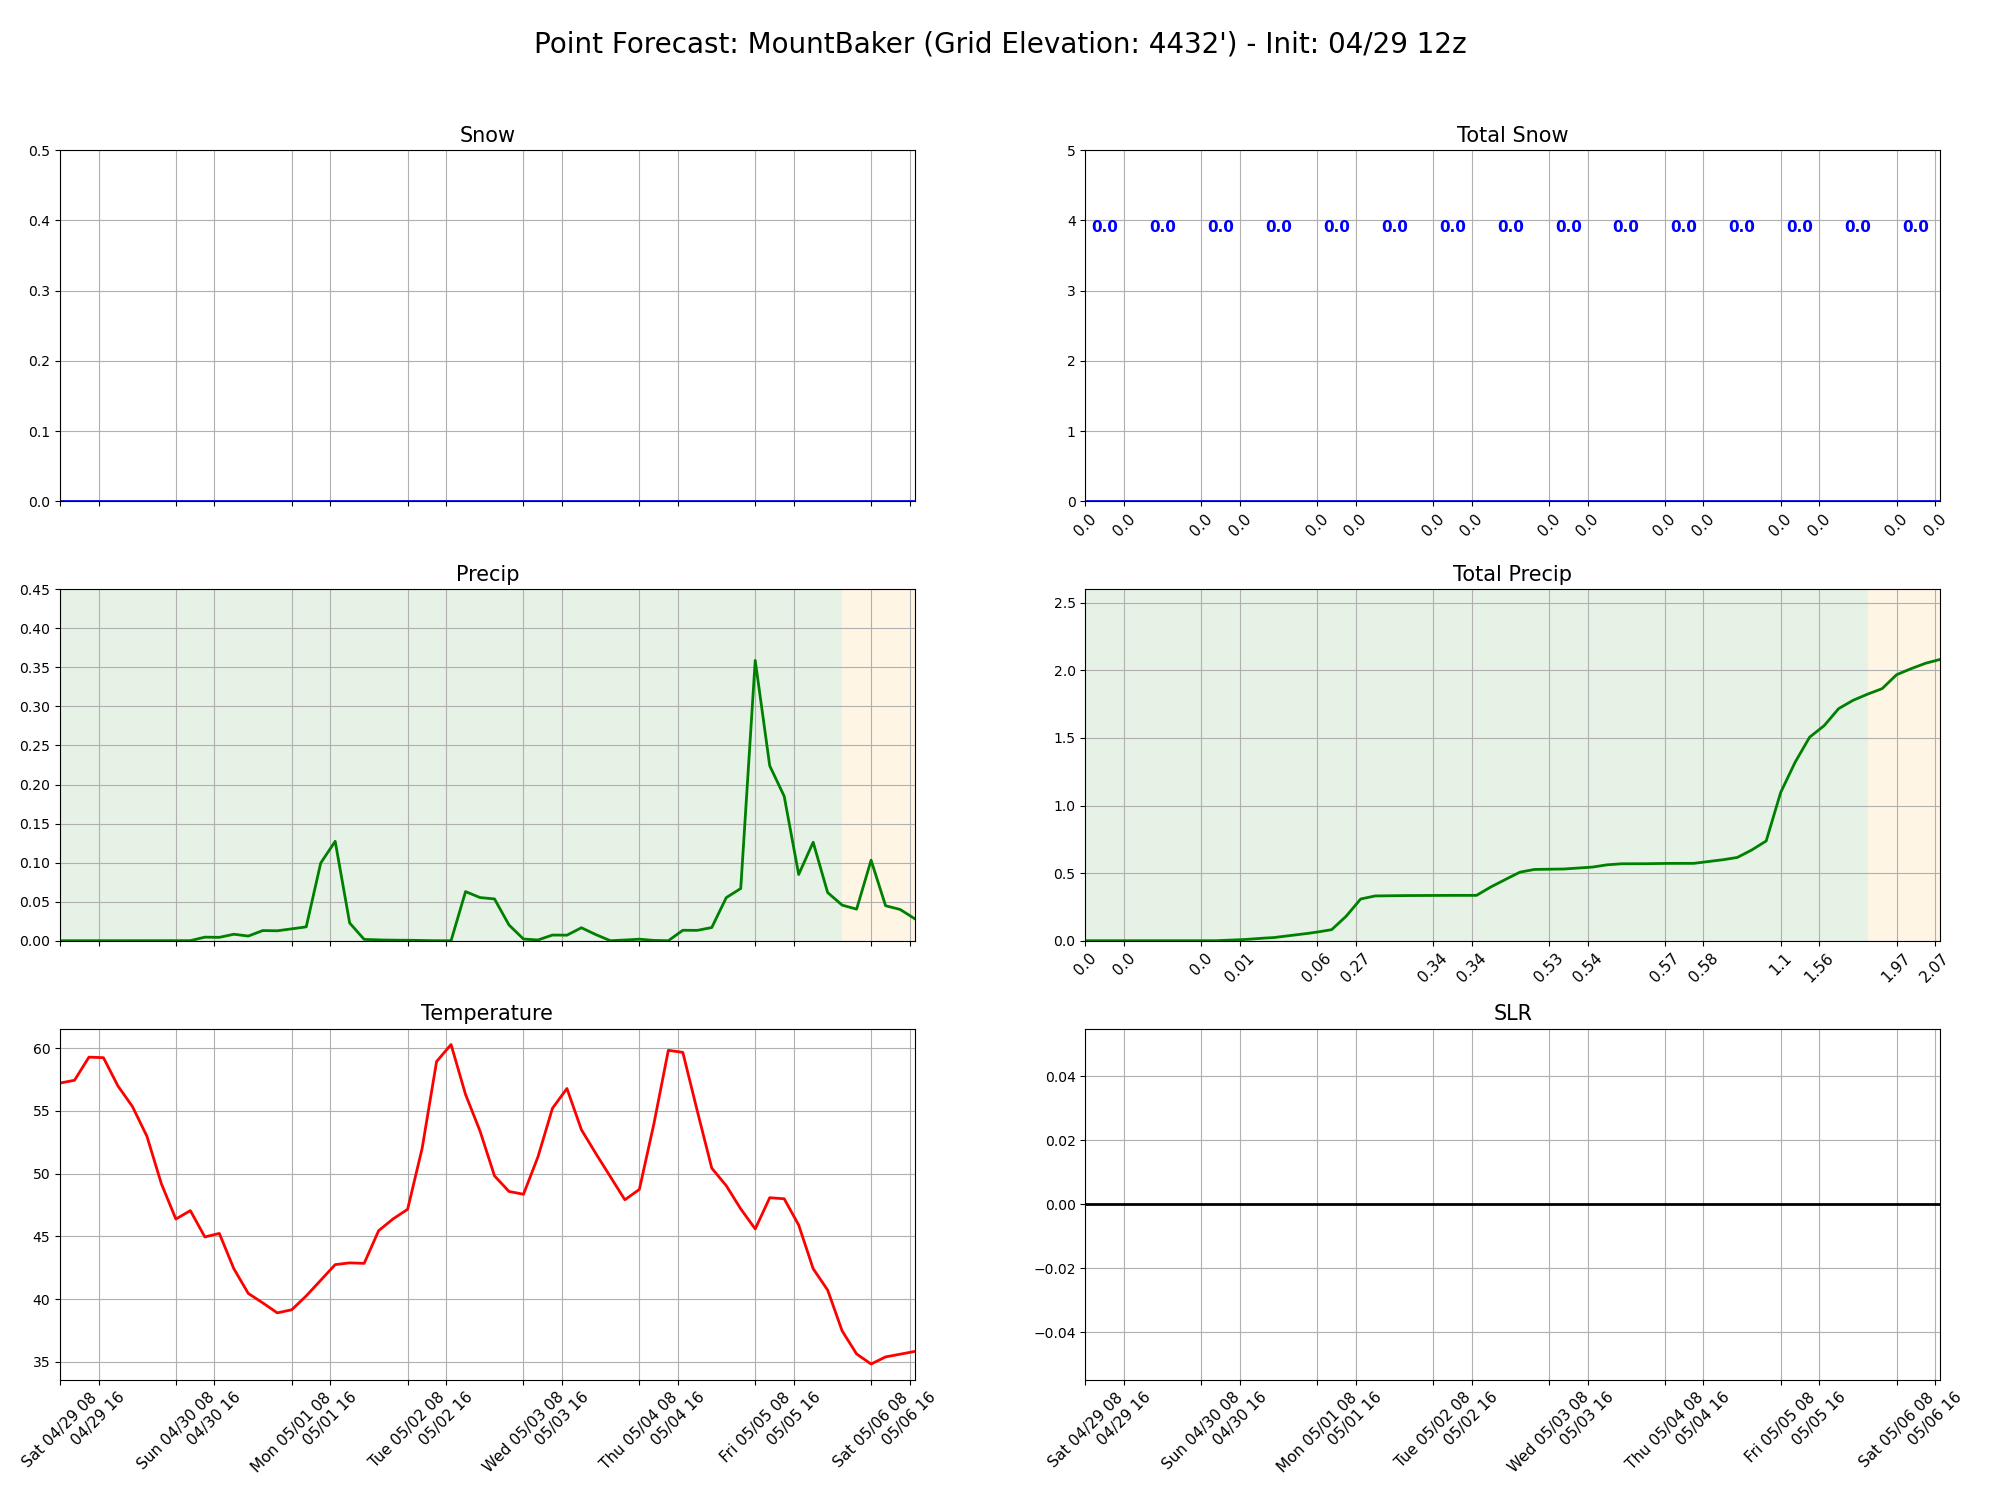 Point Forecast: MountBaker (Grid Elevation: 4432') - Init: 04/29 12z
Snow
0.5
0.4
0.3
0.2
0.1
0.0
Total Snow
5
4
3
2
1
0
0.0 0.0 0.0 0.0 0.0 0.0 0.0 0.0 0.0 0.0 0.0 0.0 0.0 0.0 0.0
0.0 0.0 0.0 0.0 0.0 0.0 0.0 0.0 0.0 0.0 0.0 0.0 0.0 0.0 0.0 0.0
Precip
0.45
0.40
0.35
0.30
0.25
0.20
0.15
0.10
0.05
0.00
Total Precip
2.5
2.0
1.5
1.0
0.5
0.0
0.0 0.0 0.0 0.01 0.06 0.27 0.34 0.34 0.53 0.54 0.57 0.58 1.1 1.56 1.97 2.07
Temperature
60
55
50
45
40
35
Sat 04/29 08
04/29 16
Sun 04/30 08
04/30 16
Mon 05/01 08
05/01 16
Tue 05/02 08
05/02 16
Wed 05/03 08
05/03 16
Thu 05/04 08
05/04 16
Fri 05/05 08
05/05 16
Sat 05/06 08
05/06 16
SLR
0.04
0.02
0.00
−0.02
−0.04
Sat 04/29 08
04/29 16
Sun 04/30 08
04/30 16
Mon 05/01 08
05/01 16
Tue 05/02 08
05/02 16
Wed 05/03 08
05/03 16
Thu 05/04 08
05/04 16
Fri 05/05 08
05/05 16
Sat 05/06 08
05/06 16